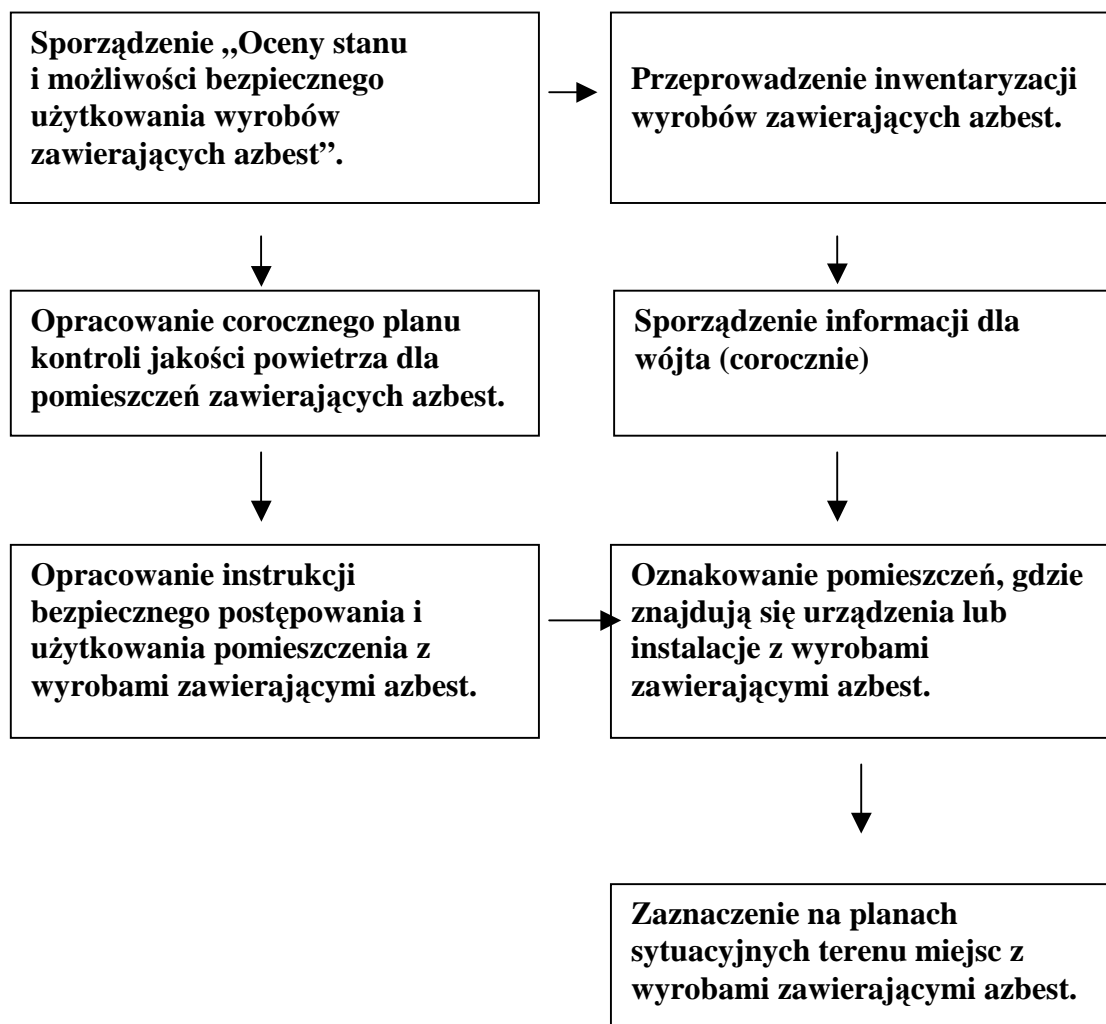 Sporządzenie „Oceny stanu
i możliwości bezpiecznego
użytkowania wyrobów
zawierających azbest”.
Przeprowadzenie inwentaryzacji
wyrobów zawierających azbest.
Opracowanie corocznego planu
kontroli jakości powietrza dla
pomieszczeń zawierających azbest.
Sporządzenie informacji dla
wójta (corocznie)
Opracowanie instrukcji
bezpiecznego postępowania i
użytkowania pomieszczenia z
wyrobami zawierającymi azbest.
Oznakowanie pomieszczeń, gdzie
znajdują się urządzenia lub
instalacje z wyrobami
zawierającymi azbest.
Zaznaczenie na planach
sytuacyjnych terenu miejsc z
wyrobami zawierającymi azbest.